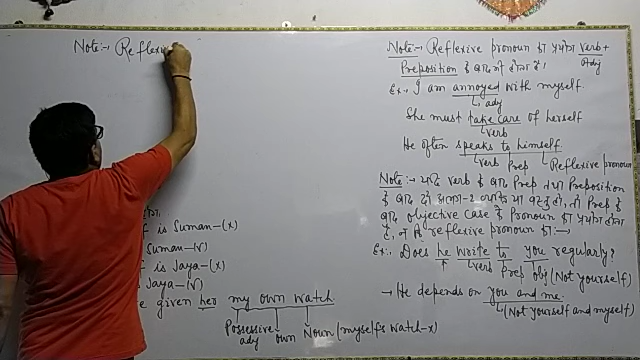 Note:→ Reflexi
f is Suman–(x)
Suman–(√)
f is Jaya–(x)
Jaya–(√)
e given her my own watch
Possessive adj own Noun (myself's watch–x)
Note:→ Reflexive pronoun का प्रयोग verb+
Adj
Preposition के बाद भी होता है।
Ex:→ I am annoyed with myself.
adj
She must take care of herself
verb
He often speaks to himself.
verb Prep Reflexive pronoun
Note:→ यदि verb के बाद Prep तथा Preposition
के बाद दो अलग-2 व्यक्ति या वस्तु हो, तो Prep के
बाद objective case के Pronoun का प्रयोग होता
है, न कि reflexive pronoun का:→
Ex:- Does he write to you regularly?
verb Prep obj (Not yourself)
→ He depends on you and me.
(Not yourself and myself)